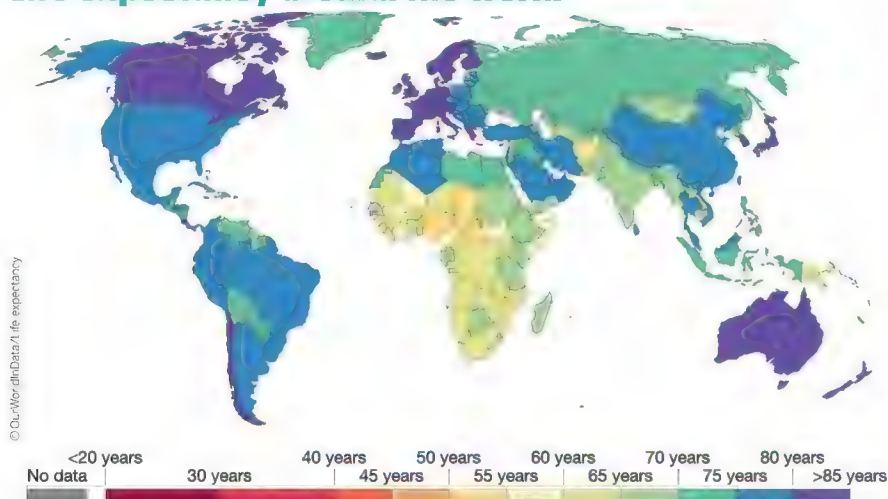 © OurWorldInData/Life expectancy
<20 years 40 years 50 years 60 years 70 years 80 years
No data 30 years 45 years 55 years 65 years 75 years >85 years